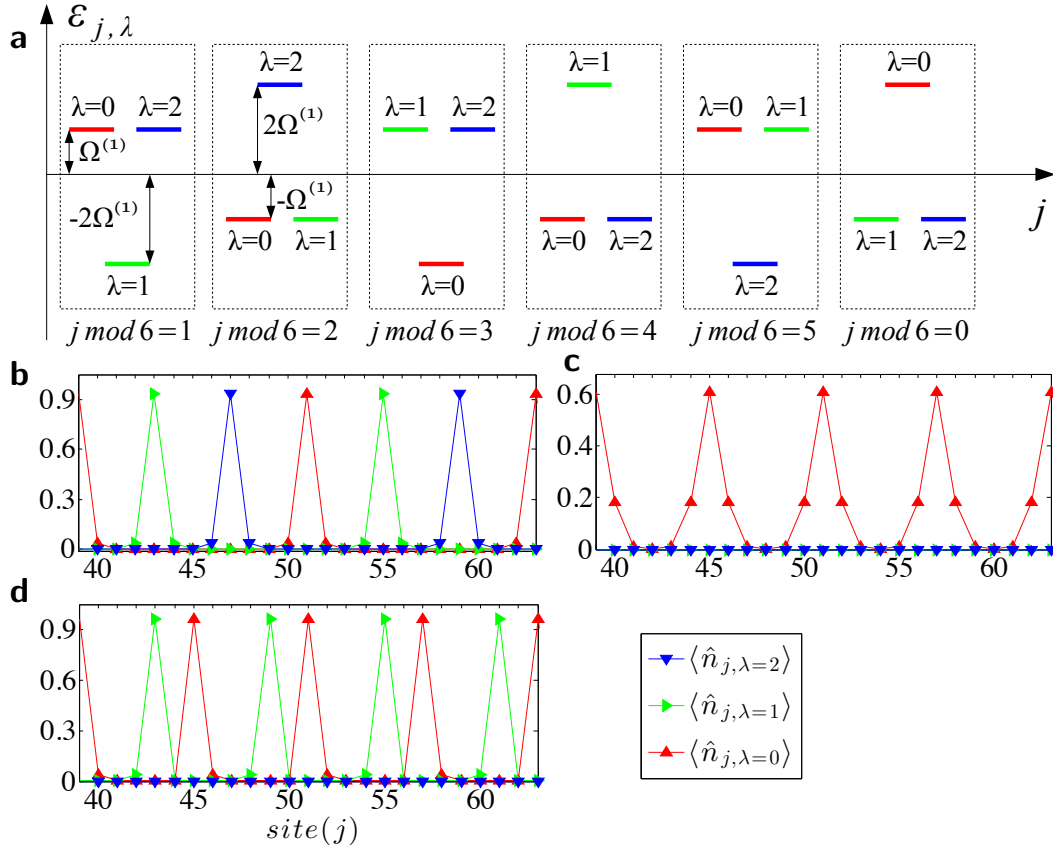 a
ε j, λ
λ=0 λ=2 λ=2 λ=1 λ=2 λ=1 λ=0 λ=1 λ=0
Ω(1) 2Ω(1)
-2Ω(1) -Ω(1) j
λ=1 λ=0 λ=1 λ=0 λ=0 λ=2 λ=2 λ=1 λ=2
j mod 6=1 j mod 6=2 j mod 6=3 j mod 6=4 j mod 6=5 j mod 6=0
b
0.9
0.6
0.3
0
40 45 50 55 60
c
0.6
0.4
0.2
0
40 45 50 55 60
d
0.9
0.6
0.3
0
40 45 50 55 60
site(j)
⟨n̂j,λ=2⟩
⟨n̂j,λ=1⟩
⟨n̂j,λ=0⟩